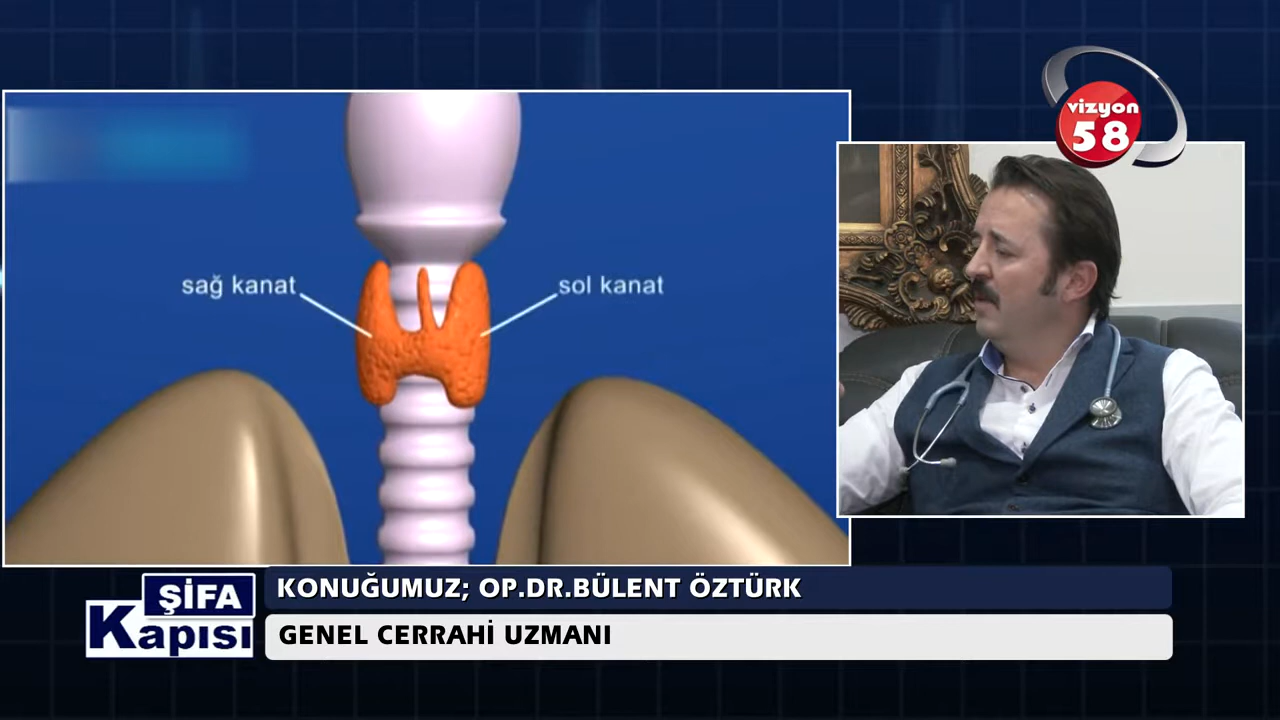 vizyon
58
sağ kanat
sol kanat
ŞİFA
Kapısı
KONUĞUMUZ; OP.DR.BÜLENT ÖZTÜRK
GENEL CERRAHİ UZMANI